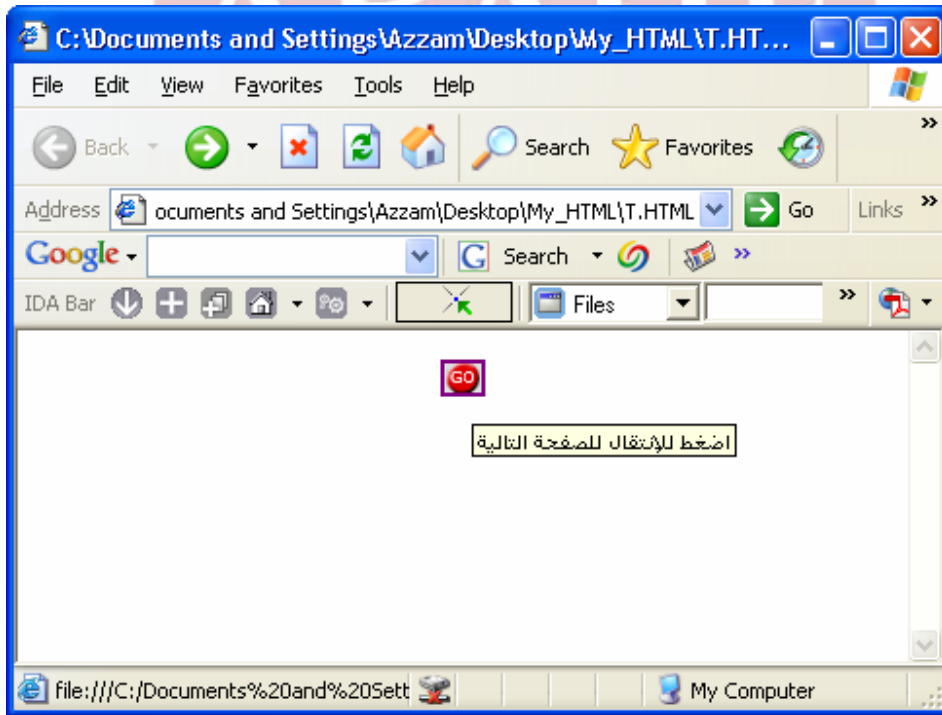 C:\Documents and Settings\Azzam\Desktop\My_HTML\T.HT...
File Edit View Favorites Tools Help
Back Search Favorites »
Address ocuments and Settings\Azzam\Desktop\My_HTML\T.HTML Go Links »
Google G Search »
IDA Bar Files »
GO
اضغط للإنتقال للصفحة التالية
file:///C:/Documents%20and%20Sett My Computer